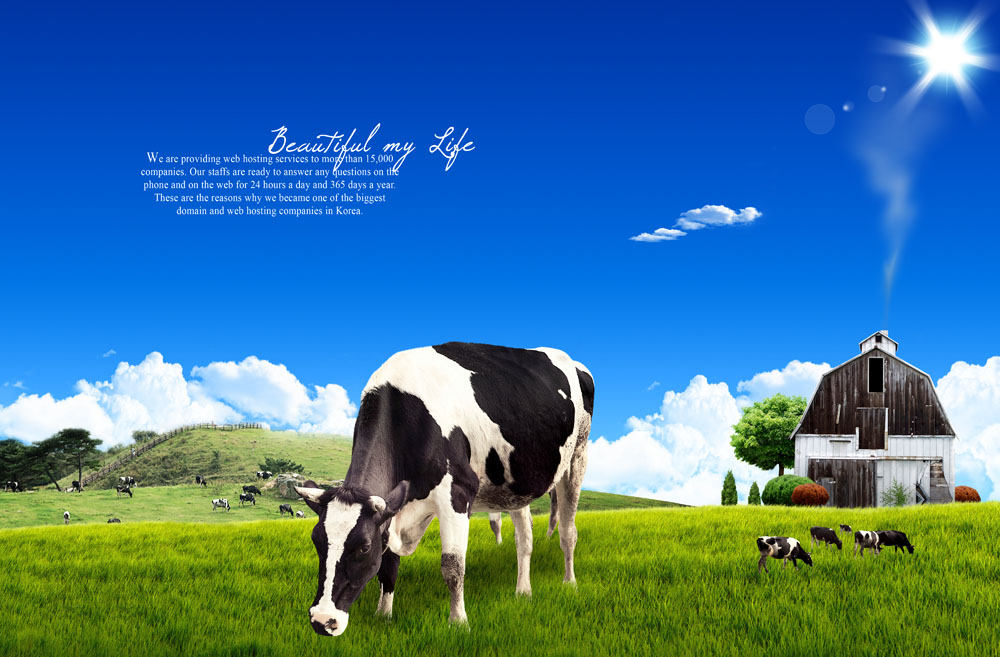 Beautiful my Life
We are providing web hosting services to more than 15,000
companies. Our staffs are ready to answer any questions on the
phone and on the web for 24 hours a day and 365 days a year.
These are the reasons why we became one of the biggest
domain and web hosting companies in Korea.